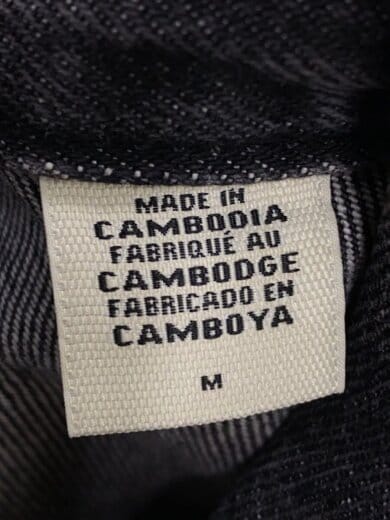 MADE IN
CAMBODIA
FABRIQUÉ AU
CAMBODGE
FABRICADO EN
CAMBOYA
M